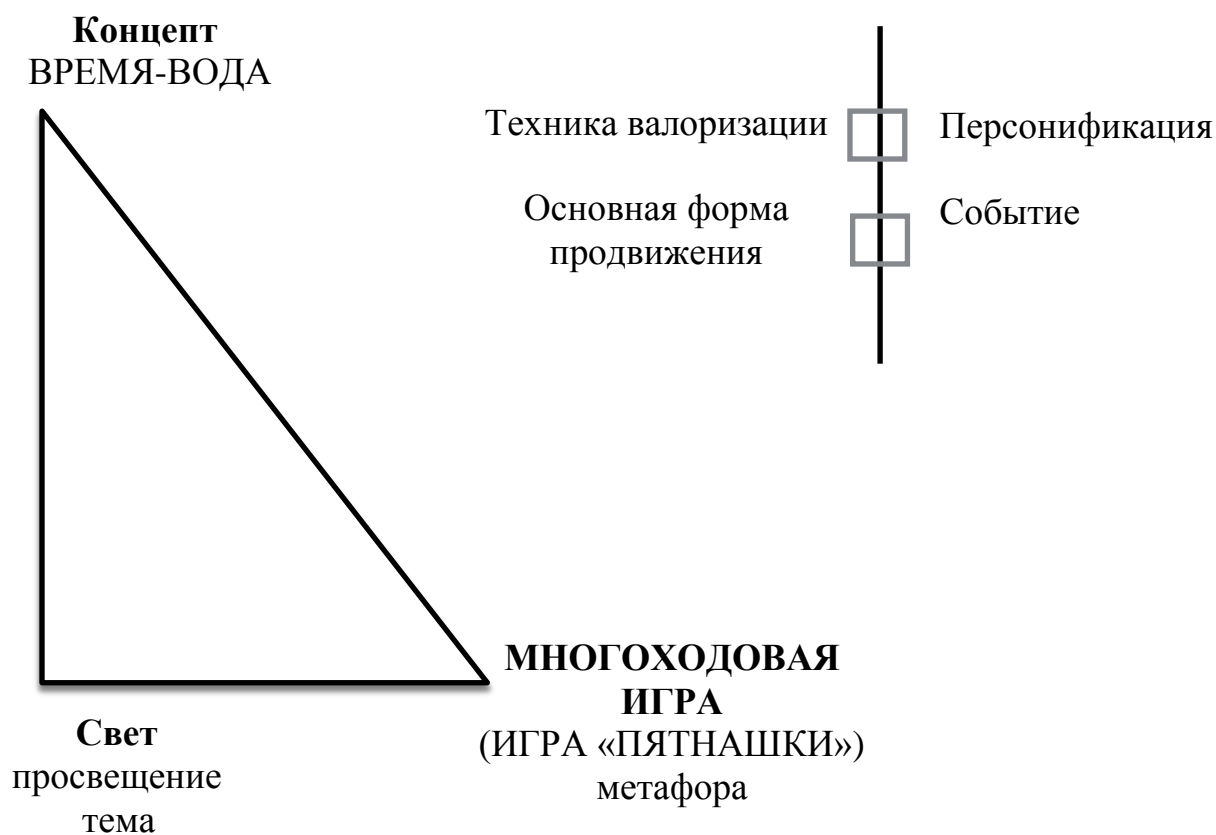 Концепт
ВРЕМЯ-ВОДА
Техника валоризации
Персонификация
Основная форма
продвижения
Событие
МНОГОХОДОВАЯ
ИГРА
(ИГРА «ПЯТНАШКИ»)
метафора
Свет
просвещение
тема